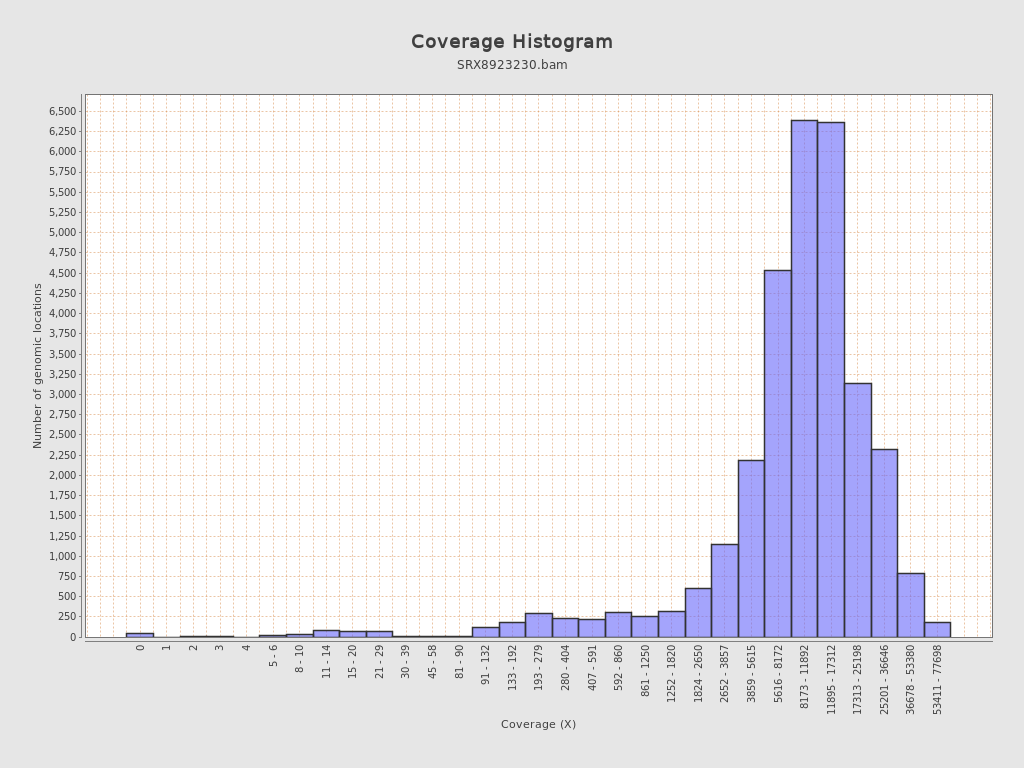 Coverage Histogram
SRX8923230.bam
Number of genomic locations
6,500
6,250
6,000
5,750
5,500
5,250
5,000
4,750
4,500
4,250
4,000
3,750
3,500
3,250
3,000
2,750
2,500
2,250
2,000
1,750
1,500
1,250
1,000
750
500
250
0
0
1
2
3
4
5 - 6
8 - 10
11 - 14
15 - 20
21 - 29
30 - 39
45 - 58
81 - 90
91 - 132
133 - 192
193 - 279
280 - 404
407 - 591
592 - 860
861 - 1250
1252 - 1820
1824 - 2650
2652 - 3857
3859 - 5615
5616 - 8172
8173 - 11892
11895 - 17312
17313 - 25198
25201 - 36646
36678 - 53380
53411 - 77698
Coverage (X)